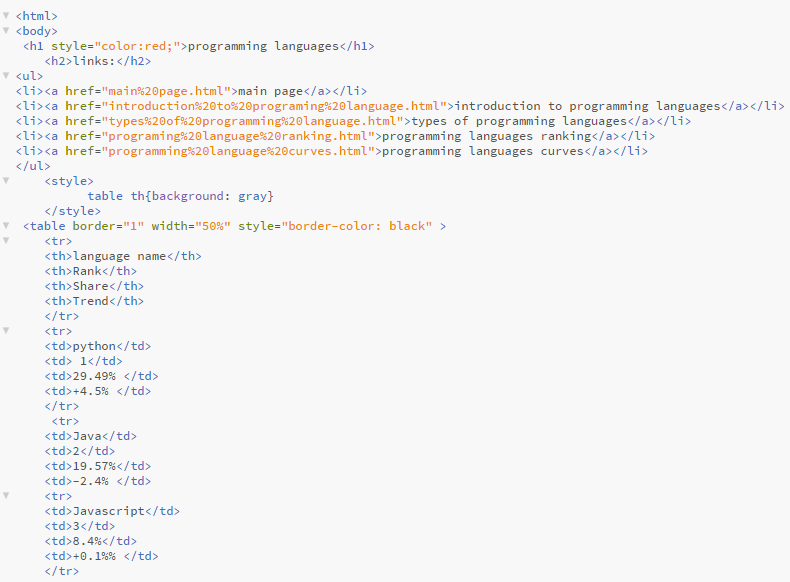 <html>
<body>
<h1 style="color:red;">programming languages</h1>
<h2>links:</h2>
<ul>
<li><a href="main%20page.html">main page</a></li>
<li><a href="introduction%20to%20programing%20language.html">introduction to programming languages</a></li>
<li><a href="types%20of%20programming%20language.html">types of programming languages</a></li>
<li><a href="programing%20language%20ranking.html">programming languages ranking</a></li>
<li><a href="programming%20language%20curves.html">programming languages curves</a></li>
</ul>
<style>
table th{background: gray}
</style>
<table border="1" width="50%" style="border-color: black" >
<tr>
<th>language name</th>
<th>Rank</th>
<th>Share</th>
<th>Trend</th>
</tr>
<tr>
<td>python</td>
<td> 1</td>
<td>29.49% </td>
<td>+4.5% </td>
</tr>
<tr>
<td>Java</td>
<td>2</td>
<td>19.57%</td>
<td>-2.4% </td>
<tr>
<td>Javascript</td>
<td>3</td>
<td>8.4%</td>
<td>+0.1%% </td>
</tr>